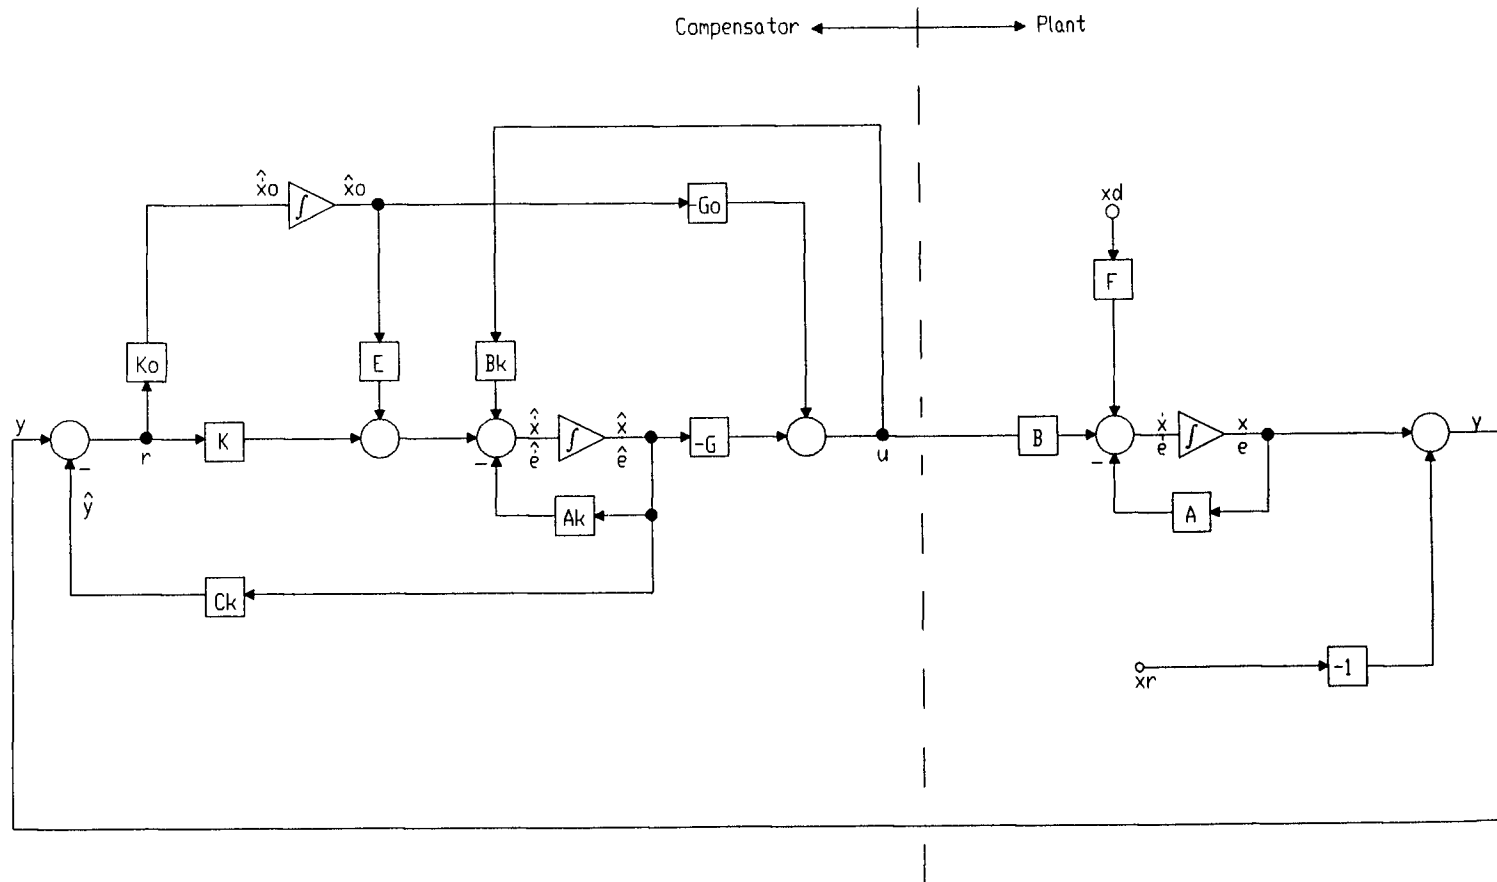 Compensator Plant
x̂̇o x̂o
-Go
xd
F
Ko
E
Bk
y
-
r
K
-
x̂̇
ê̇
∫
x̂
ê
-G
u
B
-
ẋ
ė
∫
x
e
y
ŷ
Ak
A
Ck
xr
-1